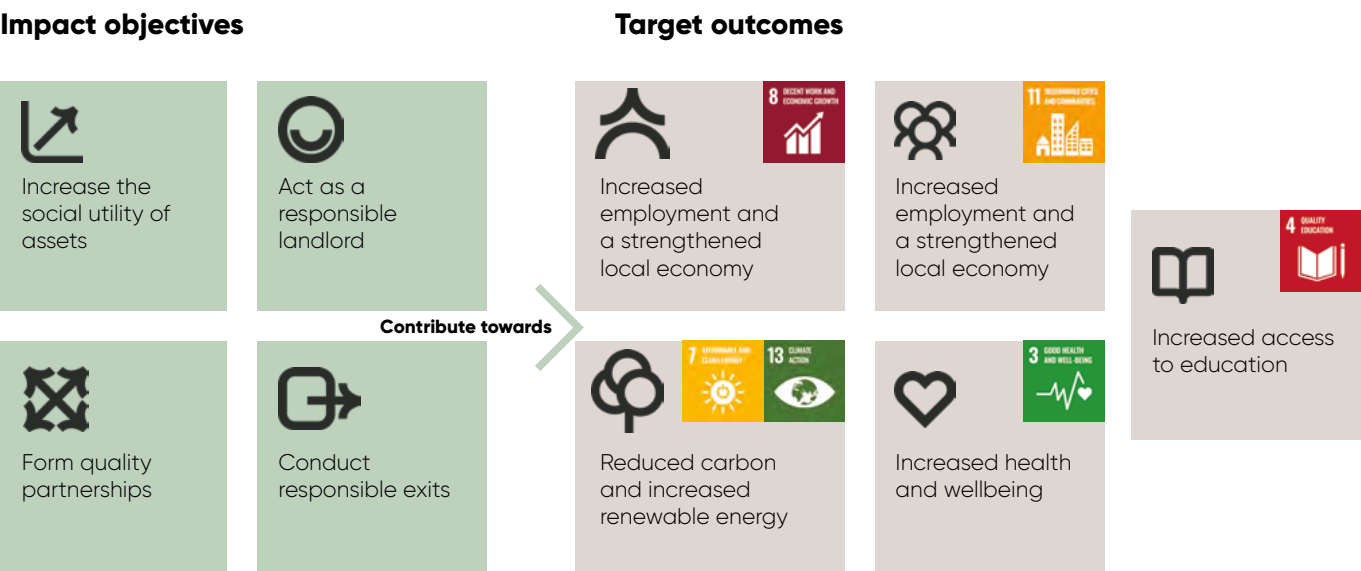 Impact objectives
Target outcomes
Increase the
social utility of
assets
Act as a
responsible
landlord
Form quality
partnerships
Conduct
responsible exits
Contribute towards
8 DECENT WORK AND
ECONOMIC GROWTH
Increased
employment and
a strengthened
local economy
11 SUSTAINABLE CITIES
AND COMMUNITIES
Increased
employment and
a strengthened
local economy
7 AFFORDABLE AND
CLEAN ENERGY
13 CLIMATE
ACTION
Reduced carbon
and increased
renewable energy
3 GOOD HEALTH
AND WELL-BEING
Increased health
and wellbeing
4 QUALITY
EDUCATION
Increased access
to education